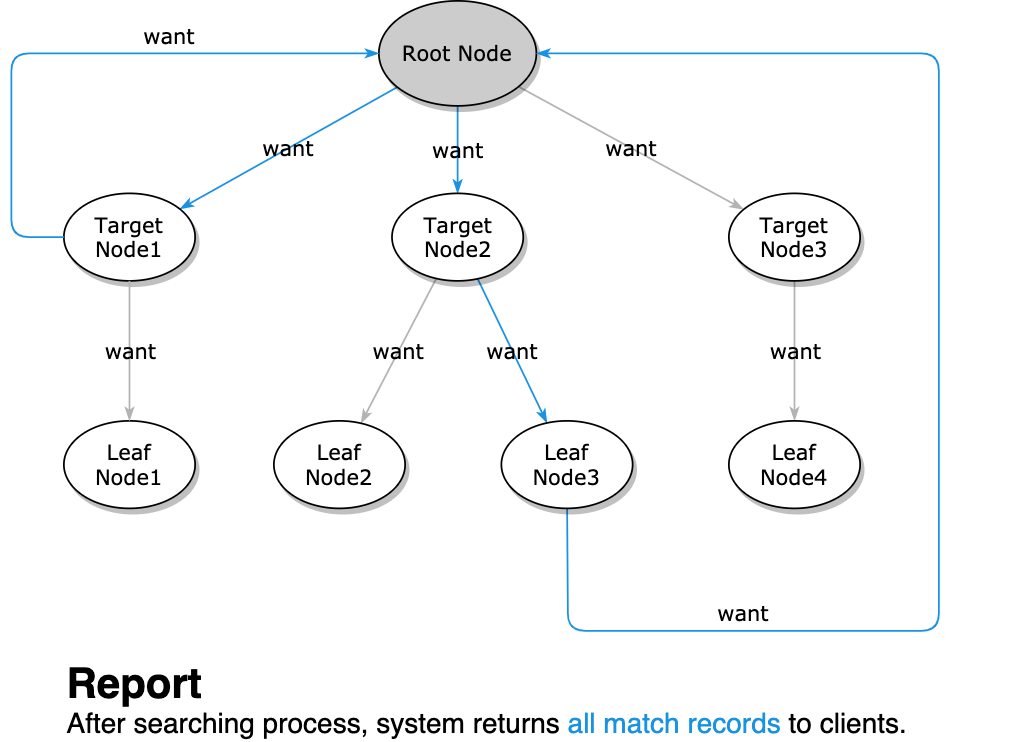 want
Root Node
want
want
want
Target
Node1
Target
Node2
Target
Node3
want
want
want
want
Leaf
Node1
Leaf
Node2
Leaf
Node3
Leaf
Node4
want
Report
After searching process, system returns all match records to clients.